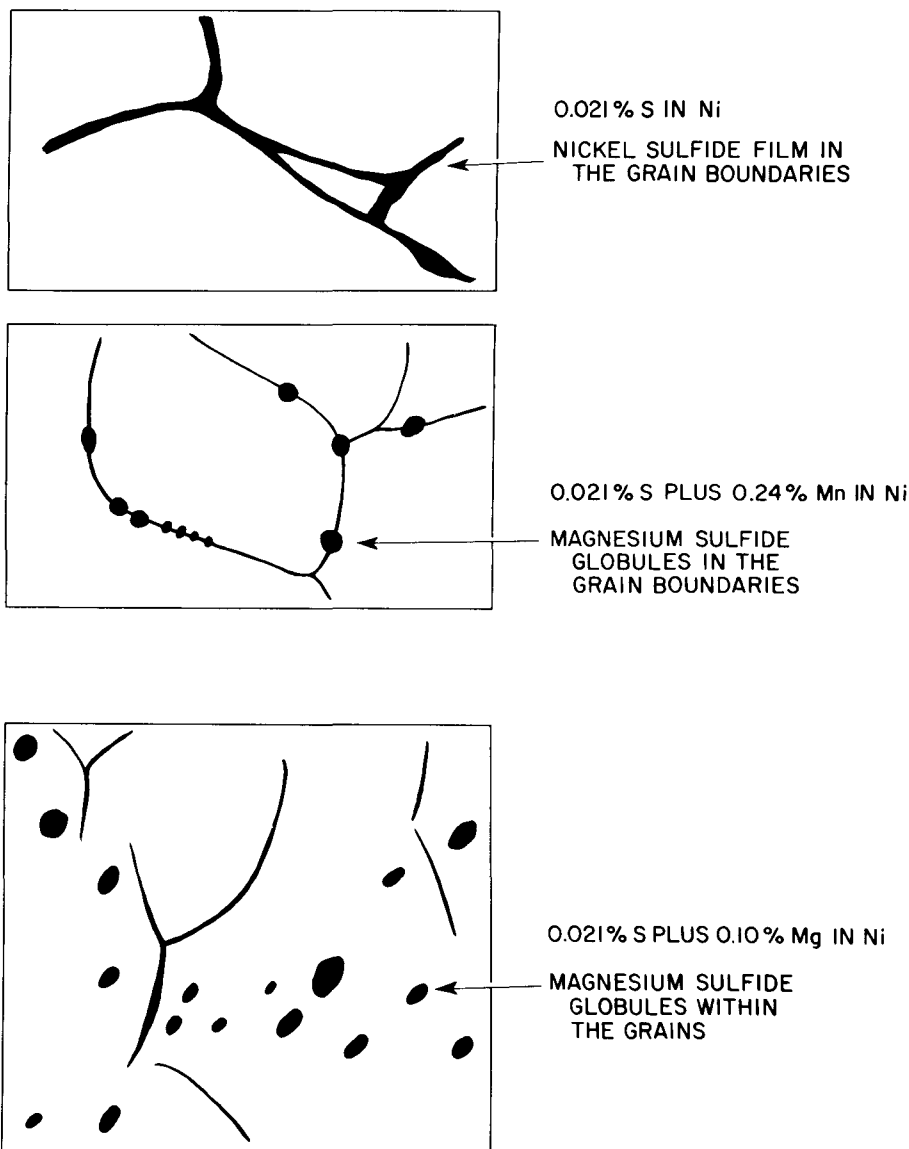 0.021% S IN Ni
NICKEL SULFIDE FILM IN
THE GRAIN BOUNDARIES
0.021% S PLUS 0.24% Mn IN Ni
MAGNESIUM SULFIDE
GLOBULES IN THE
GRAIN BOUNDARIES
0.021% S PLUS 0.10% Mg IN Ni
MAGNESIUM SULFIDE
GLOBULES WITHIN
THE GRAINS